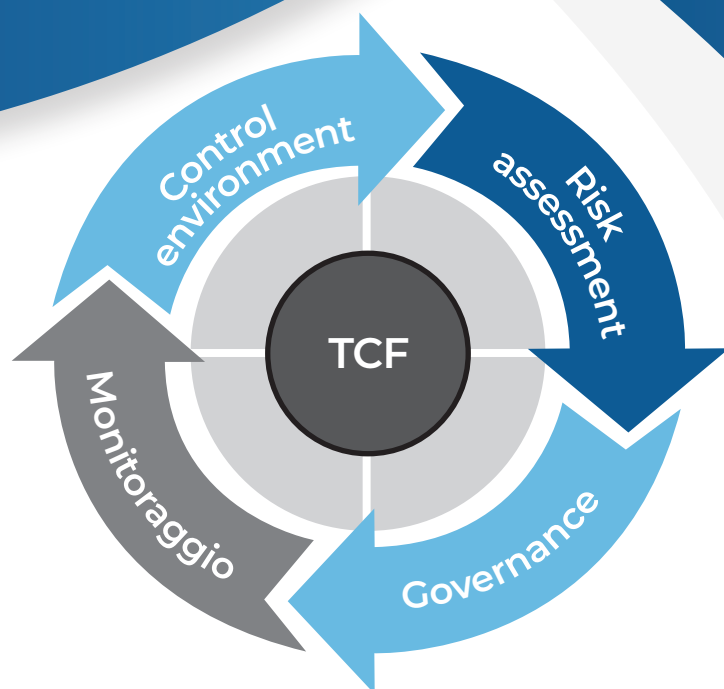 Control
environment
Risk
assessment
TCF
Monitoraggio
Governance